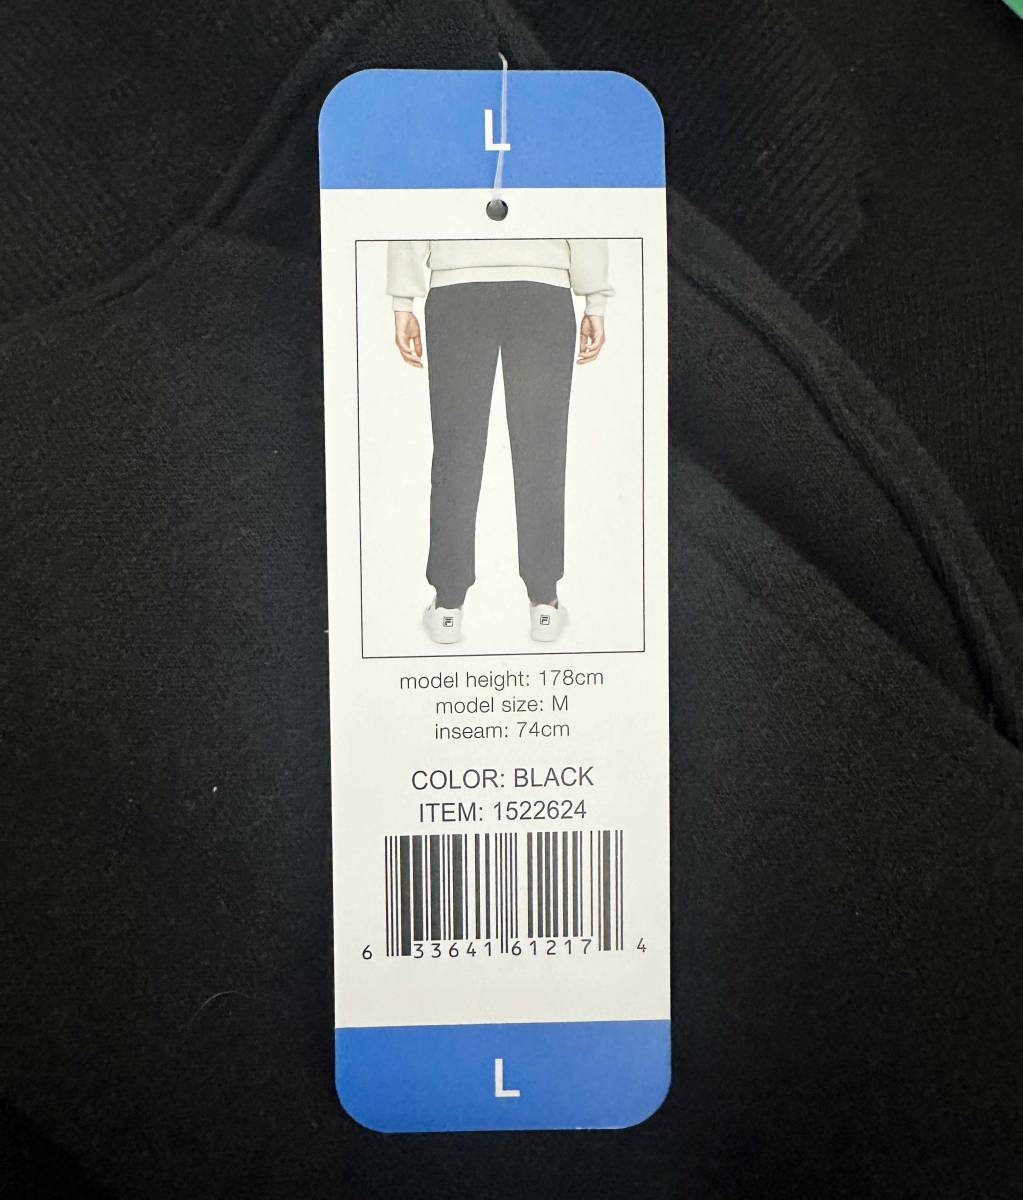 L
model height: 178cm
model size: M
inseam: 74cm
COLOR: BLACK
ITEM: 1522624
6 33641 61217 4
L